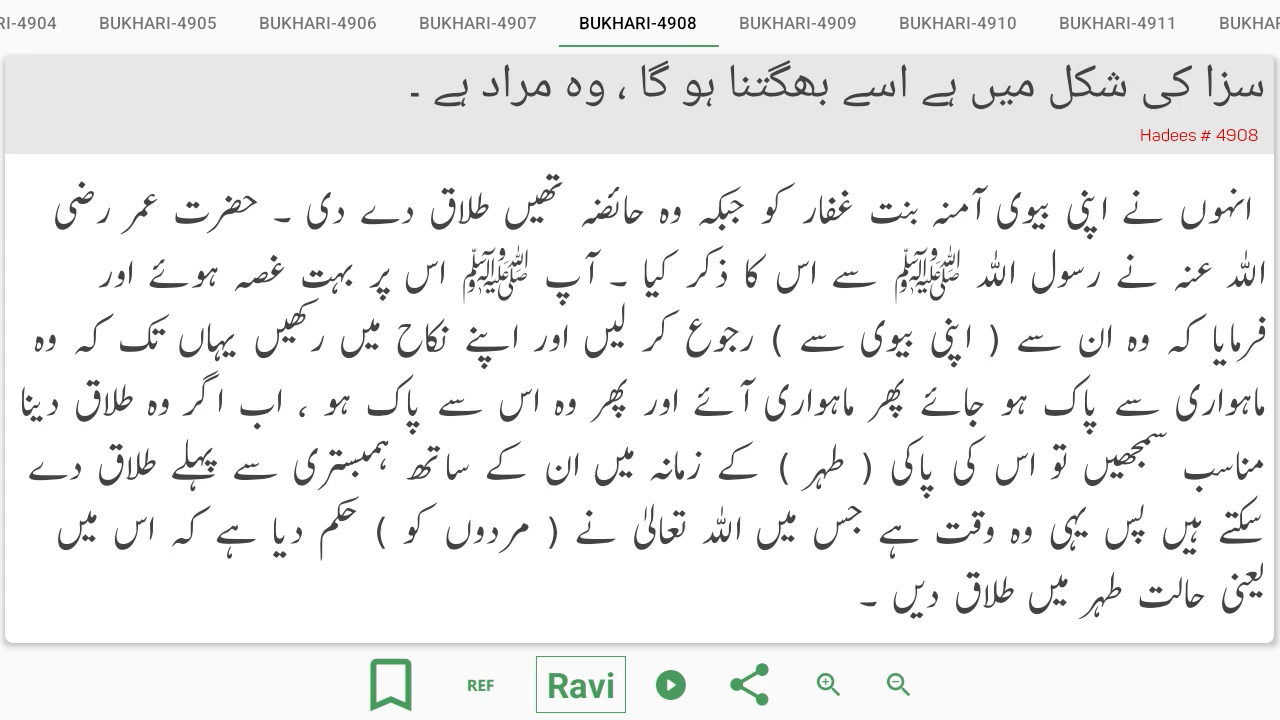 RI-4904 BUKHARI-4905 BUKHARI-4906 BUKHARI-4907 BUKHARI-4908 BUKHARI-4909 BUKHARI-4910 BUKHARI-4911 BUKHAR
سزا کی شکل میں ہے اسے بھگتنا ہو گا ، وہ مراد ہے ۔
Hadees # 4908
انہوں نے اپنی بیوی آمنہ بنت غفار کو جبکہ وہ حائضہ تھیں طلاق دے دی ۔ حضرت عمر رضی
اللہ عنہ نے رسول اللہ ﷺ سے اس کا ذکر کیا ۔ آپ ﷺ اس پر بہت غصہ ہوئے اور
فرمایا کہ وہ ان سے ( اپنی بیوی سے ) رجوع کر لیں اور اپنے نکاح میں رکھیں یہاں تک کہ وہ
ماہواری سے پاک ہو جائے پھر ماہواری آئے اور پھر وہ اس سے پاک ہو ، اب اگر وہ طلاق دینا
مناسب سمجھیں تو اس کی پاکی ( طہر ) کے زمانہ میں ان کے ساتھ ہمبستری سے پہلے طلاق دے
سکتے ہیں پس یہی وہ وقت ہے جس میں اللہ تعالیٰ نے ( مردوں کو ) حکم دیا ہے کہ اس میں
یعنی حالت طہر میں طلاق دیں ۔
REF Ravi